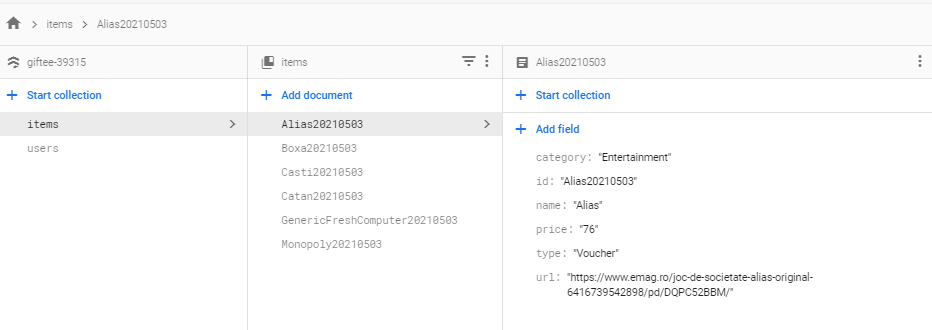 items
Alias20210503
giftee-39315
items
Alias20210503
Start collection
Add document
Start collection
items
users
Alias20210503
Boxa20210503
Casti20210503
Catan20210503
GenericFreshComputer20210503
Monopoly20210503
Add field
category: "Entertainment"
id: "Alias20210503"
name: "Alias"
price: "76"
type: "Voucher"
url: "https://www.emag.ro/joc-de-societate-alias-original-
6416739542898/pd/DQPC52BBM/"